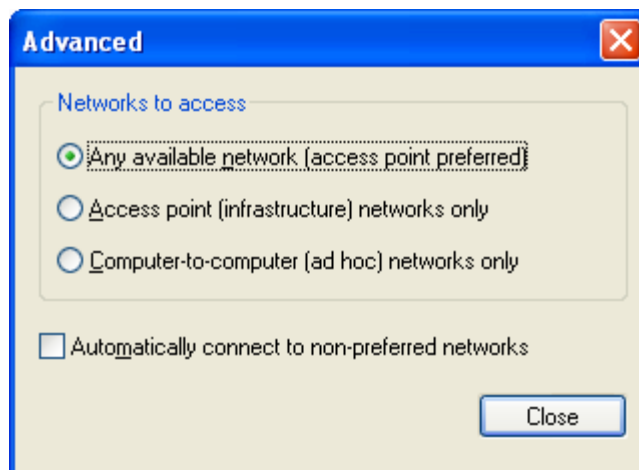 Advanced
Networks to access
Any available network (access point preferred)
Access point (infrastructure) networks only
Computer-to-computer (ad hoc) networks only
Automatically connect to non-preferred networks
Close